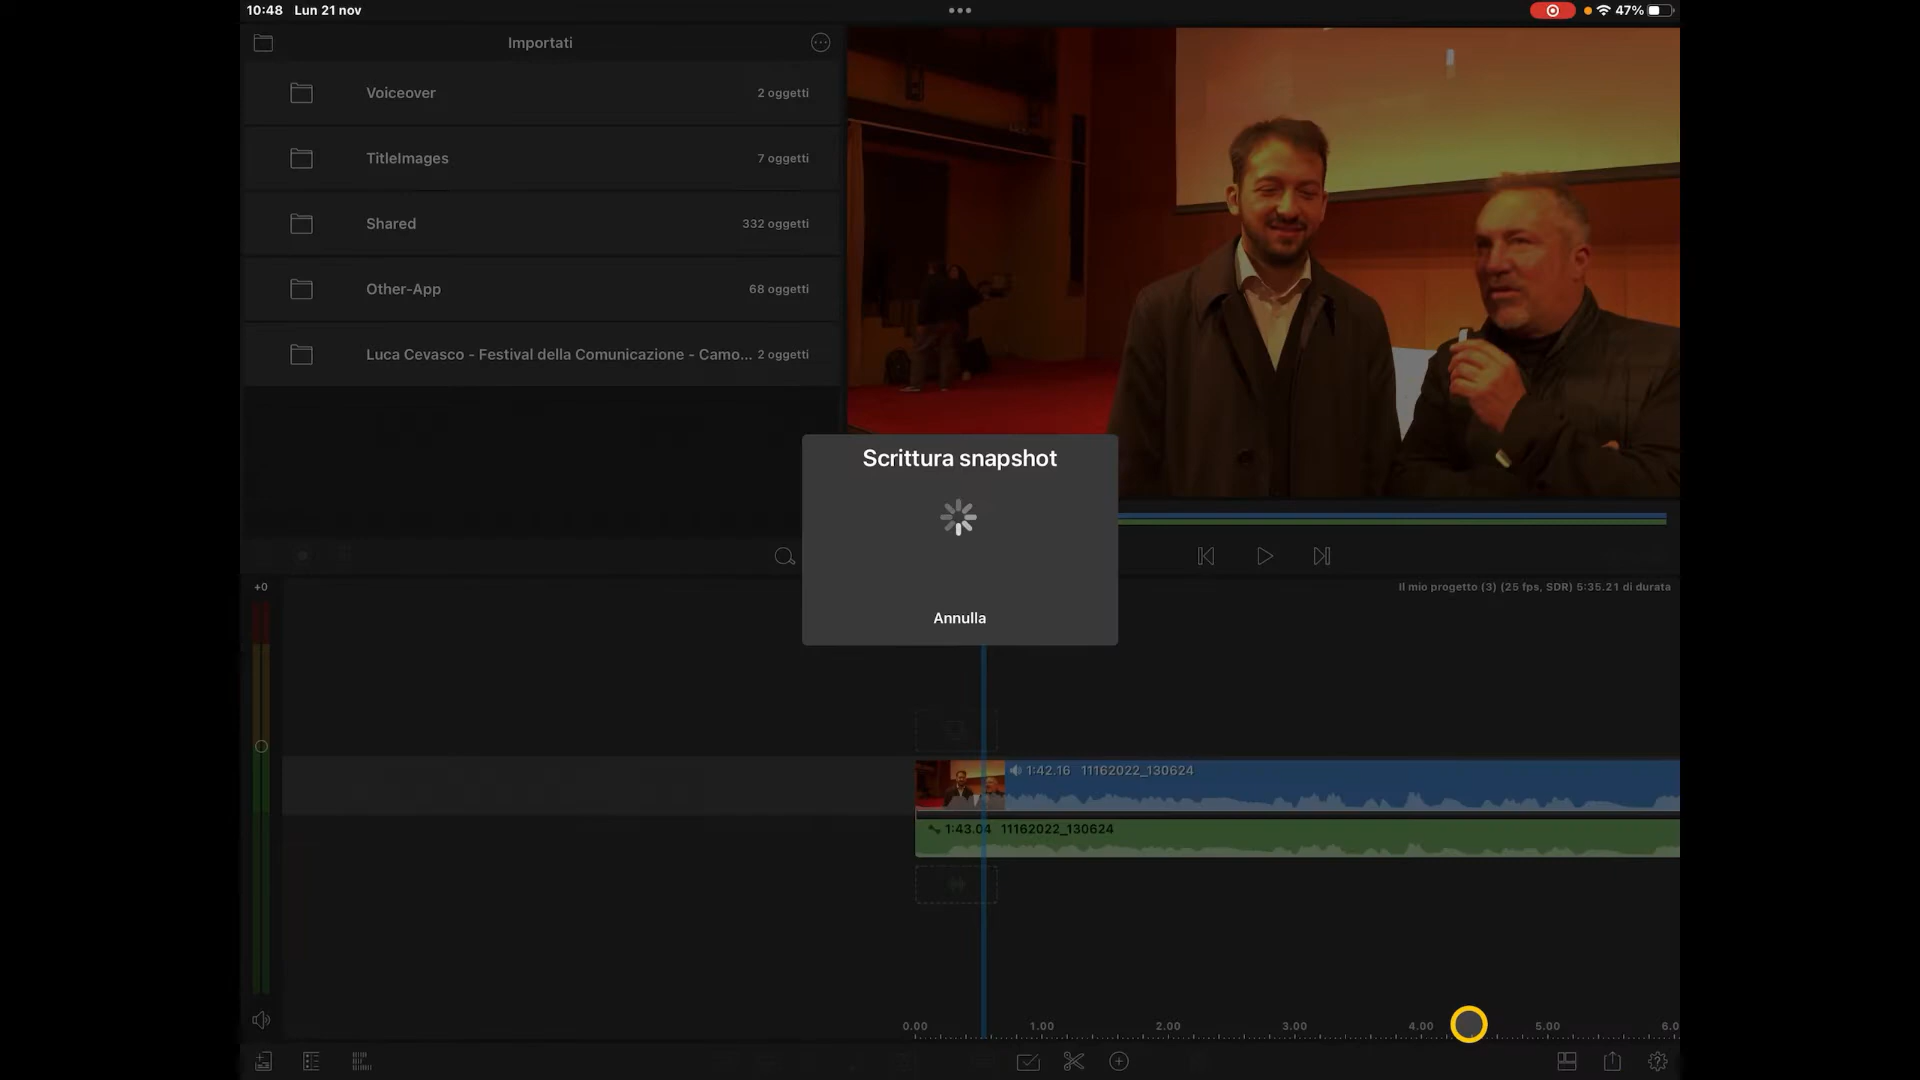 10:48 Lun 21 nov
47%
Importati
Voiceover 2 oggetti
TitleImages 7 oggetti
Shared 332 oggetti
Other-App 68 oggetti
Luca Cevasco - Festival della Comunicazione - Camo... 2 oggetti
Scrittura snapshot
Annulla
+0
Il mio progetto (3) (25 fps, SDR) 5:35.21 di durata
1:42.16 11162022_130624
1:43.04 11162022_130624
0.00 1.00 2.00 3.00 4.00 5.00 6.0